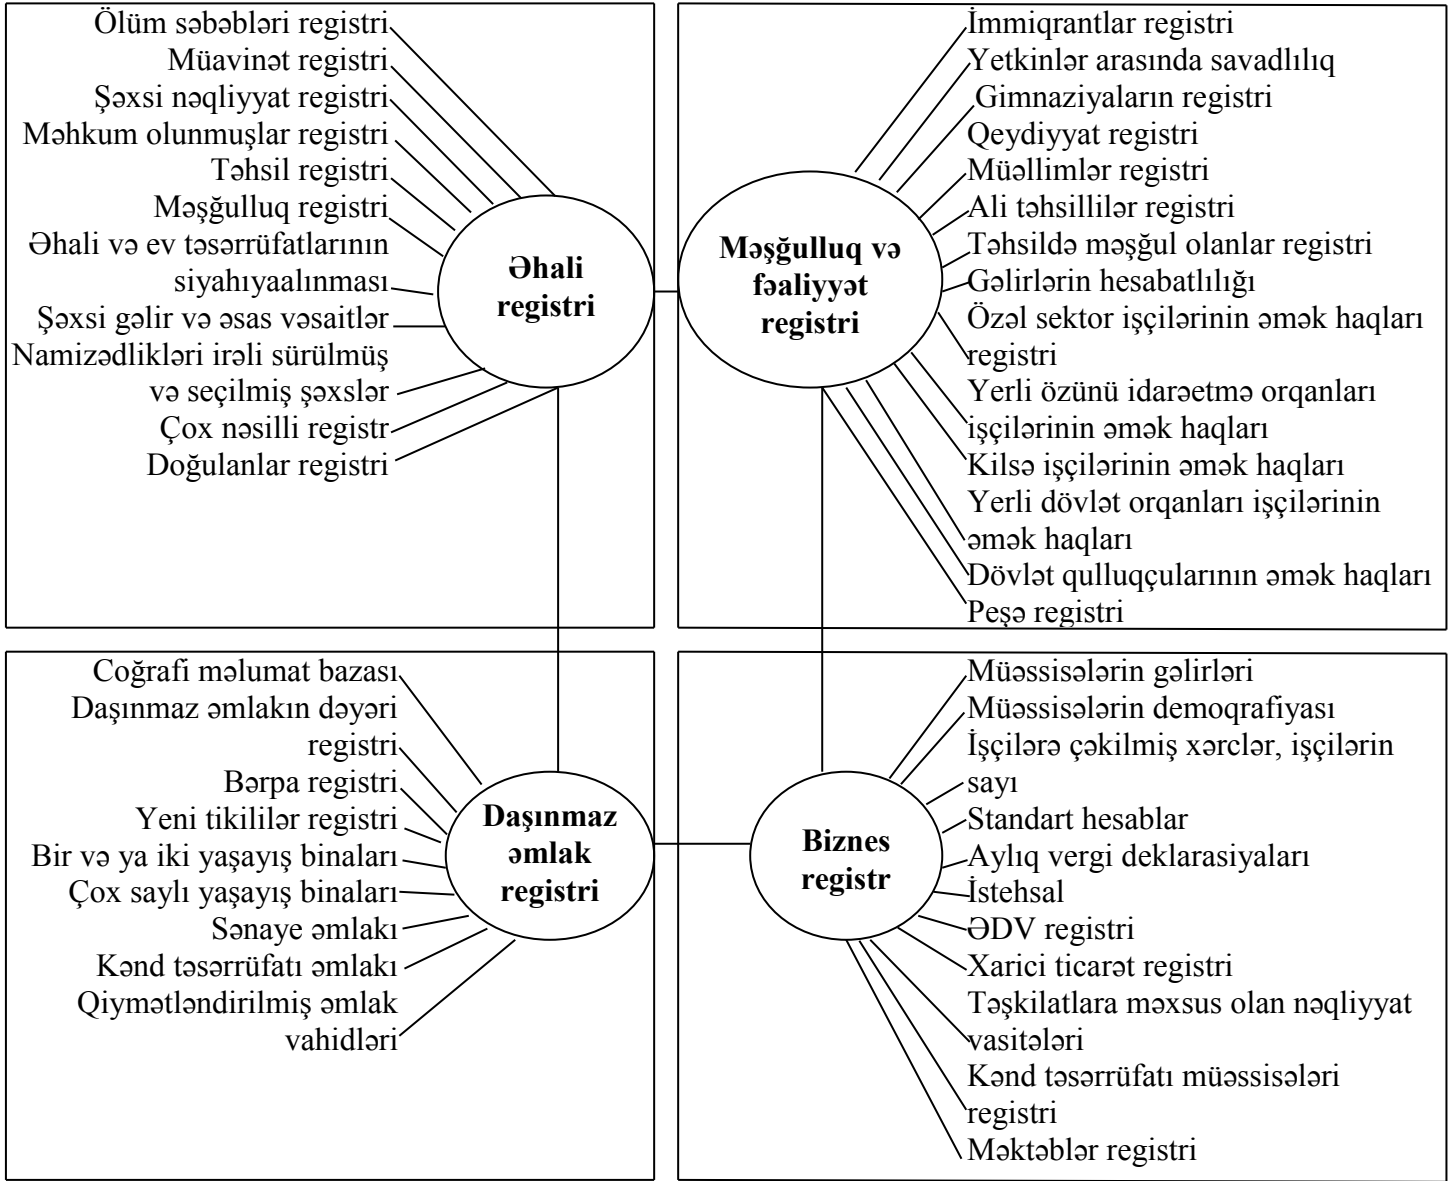 Ölüm səbəbləri registri
Müavinət registri
Şəxsi nəqliyyat registri
Məhkum olunmuşlar registri
Təhsil registri
Məşğulluq registri
Əhali və ev təsərrüfatlarının
siyahıyaalınması
Şəxsi gəlir və əsas vəsaitlər
Namizədlikləri irəli sürülmüş
və seçilmiş şəxslər
Çox nəsilli registr
Doğulanlar registri
Əhali
registri
Məşğulluq və
fəaliyyət
registri
İmmiqrantlar registri
Yetkinlər arasında savadlılıq
Gimnaziyaların registri
Qeydiyyat registri
Müəllimlər registri
Ali təhsillilər registri
Təhsildə məşğul olanlar registri
Gəlirlərin hesabatlılığı
Özəl sektor işçilərinin əmək haqları
registri
Yerli özünü idarəetmə orqanları
işçilərinin əmək haqları
Kilsə işçilərinin əmək haqları
Yerli dövlət orqanları işçilərinin
əmək haqları
Dövlət qulluqçularının əmək haqları
Peşə registri
Coğrafi məlumat bazası
Daşınmaz əmlakın dəyəri
registri
Bərpa registri
Yeni tikililər registri
Bir və ya iki yaşayış binaları
Çox saylı yaşayış binaları
Sənaye əmlakı
Kənd təsərrüfatı əmlakı
Qiymətləndirilmiş əmlak
vahidləri
Daşınmaz
əmlak
registri
Biznes
registr
Müəssisələrin gəlirləri
Müəssisələrin demoqrafiyası
İşçilərə çəkilmiş xərclər, işçilərin
sayı
Standart hesablar
Aylıq vergi deklarasiyaları
İstehsal
ƏDV registri
Xarici ticarət registri
Təşkilatlara məxsus olan nəqliyyat
vasitələri
Kənd təsərrüfatı müəssisələri
registri
Məktəblər registri